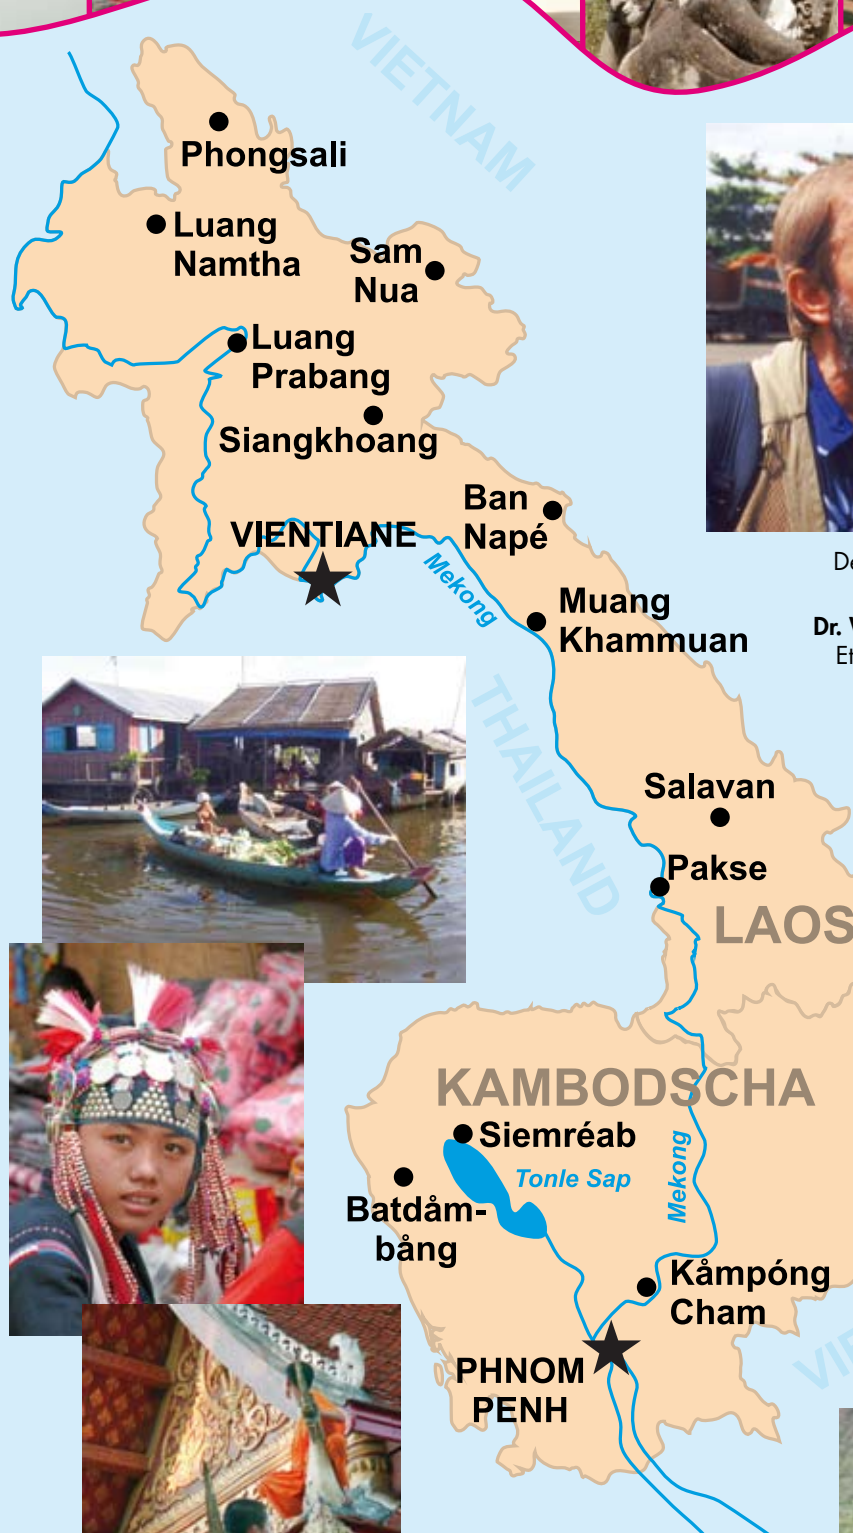 VIETNAM
Phongsali
Luang
Namtha
Sam
Nua
Luang
Prabang
Siangkhoang
Ban
Napé
VIENTIANE
Mekong
Muang
Khammuan
Dr.
THAILAND
Salavan
Pakse
LAOS
KAMBODSCHA
Siemréab
Tonle Sap
Mekong
Batdåm-
bång
Kåmpóng
Cham
PHNOM
PENH